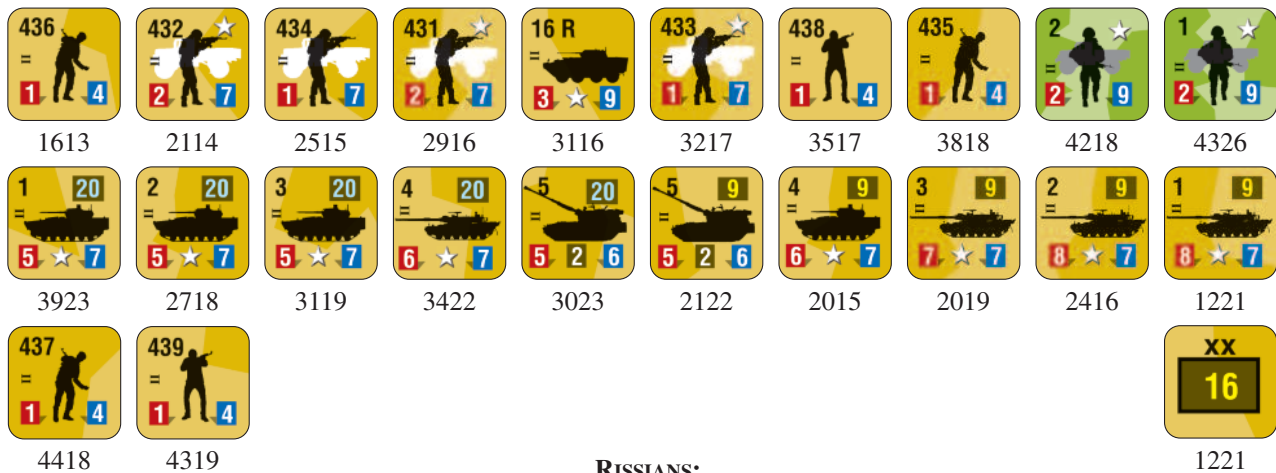 436 432 434 431 16 R 433 438 435 2 1
= = = = = = = = = =
1 4 2 7 1 7 2 7 3 9 1 7 1 4 1 4 2 9 2 9
1613 2114 2515 2916 3116 3217 3517 3818 4218 4326
1 20 2 20 3 20 4 20 5 20 5 9 4 9 3 9 2 9 1 9
= = = = = = = = = =
5 7 5 7 5 7 6 7 5 2 6 5 2 6 6 7 7 7 8 7 8 7
3923 2718 3119 3422 3023 2122 2015 2019 2416 1221
437 439 XX
= = 16
1 4 1 4
4418 4319 1221
RISSIANS: